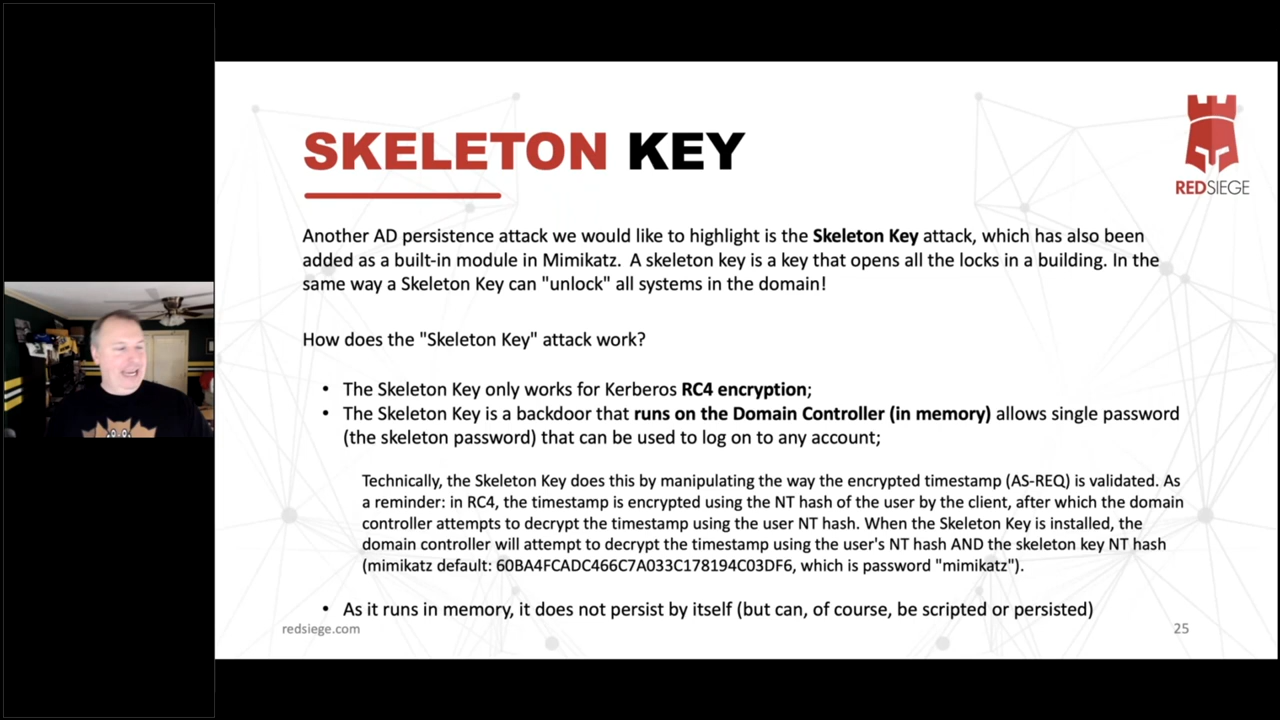 SKELETON KEY
REDSIEGE
Another AD persistence attack we would like to highlight is the Skeleton Key attack, which has also been
added as a built-in module in Mimikatz.  A skeleton key is a key that opens all the locks in a building. In the
same way a Skeleton Key can "unlock" all systems in the domain!
How does the "Skeleton Key" attack work?
• The Skeleton Key only works for Kerberos RC4 encryption;
• The Skeleton Key is a backdoor that runs on the Domain Controller (in memory) allows single password
(the skeleton password) that can be used to log on to any account;
Technically, the Skeleton Key does this by manipulating the way the encrypted timestamp (AS-REQ) is validated. As
a reminder: in RC4, the timestamp is encrypted using the NT hash of the user by the client, after which the domain
controller attempts to decrypt the timestamp using the user NT hash. When the Skeleton Key is installed, the
domain controller will attempt to decrypt the timestamp using the user's NT hash AND the skeleton key NT hash
(mimikatz default: 60BA4FCADC466C7A033C178194C03DF6, which is password "mimikatz").
• As it runs in memory, it does not persist by itself (but can, of course, be scripted or persisted)
redsiege.com
25